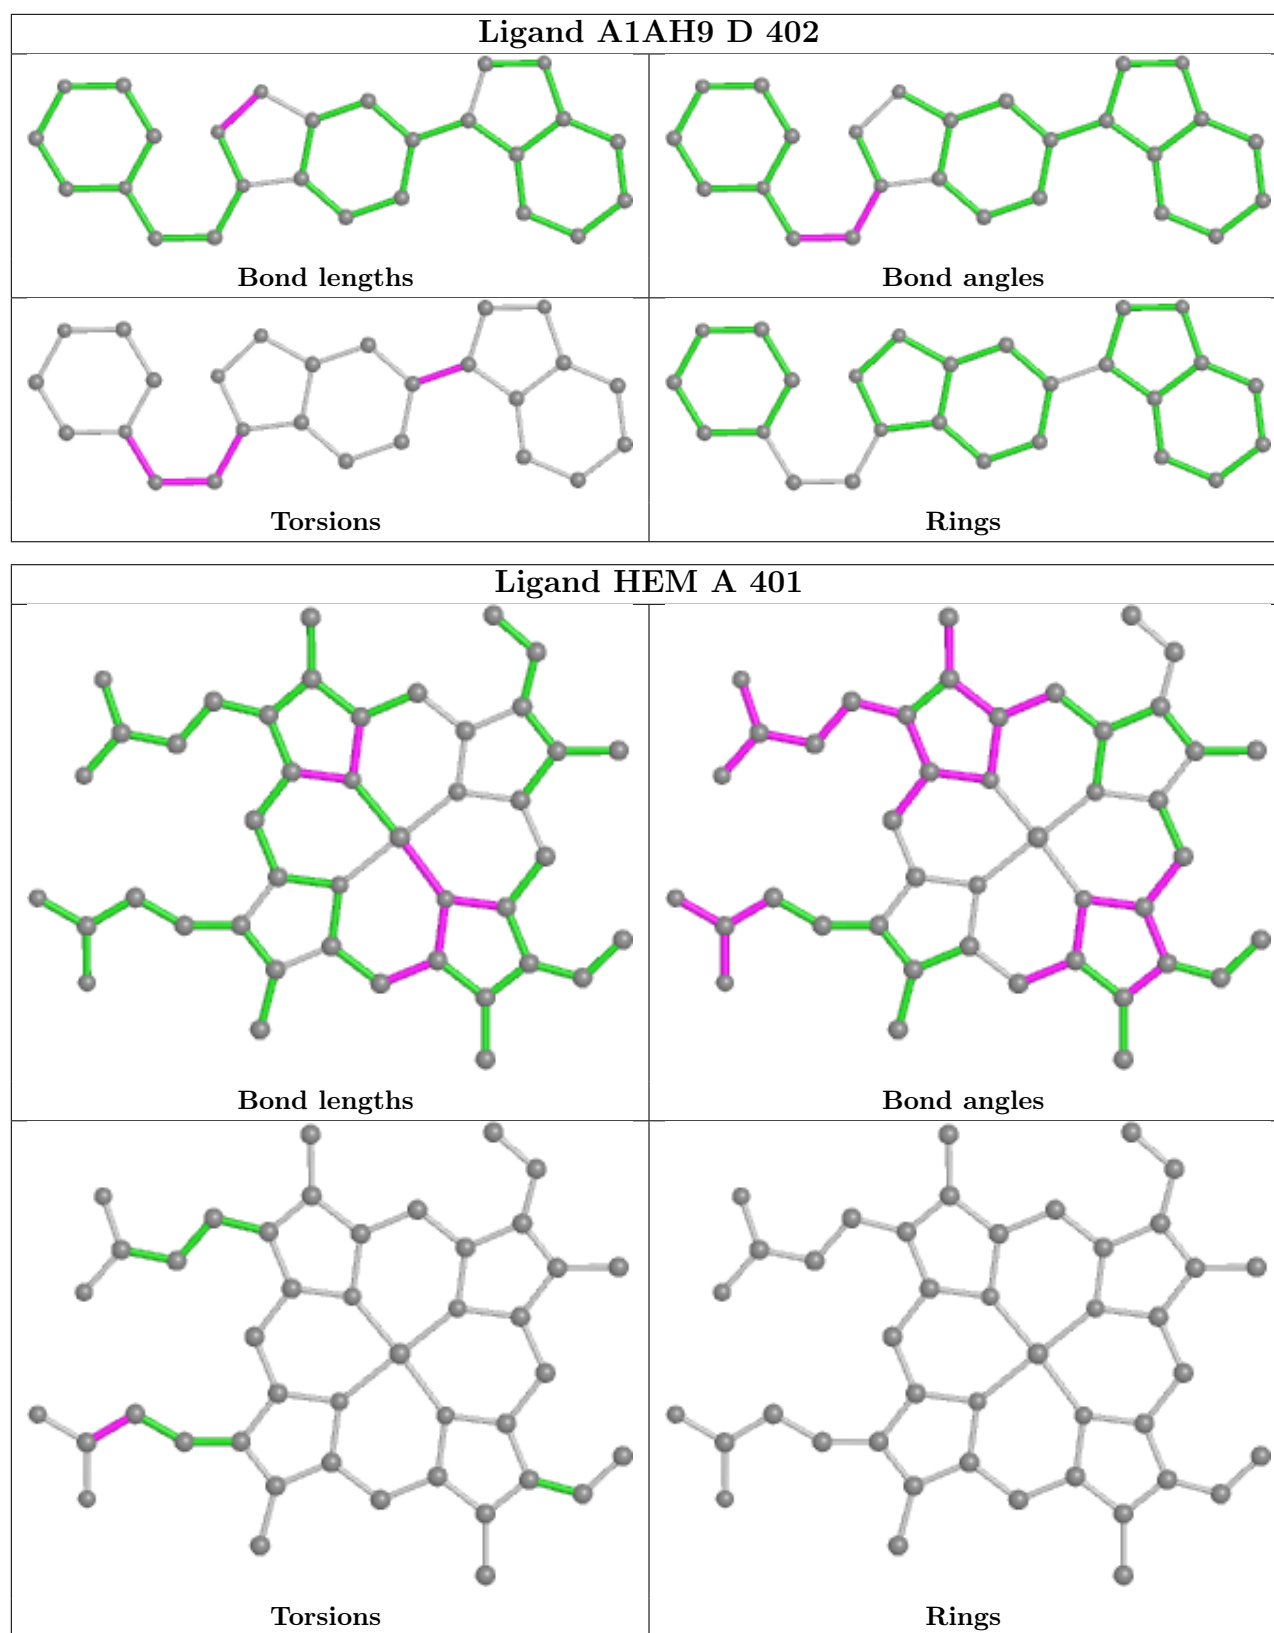 Ligand A1AH9 D 402
Bond lengths
Bond angles
Torsions
Rings
Ligand HEM A 401
Bond lengths
Bond angles
Torsions
Rings